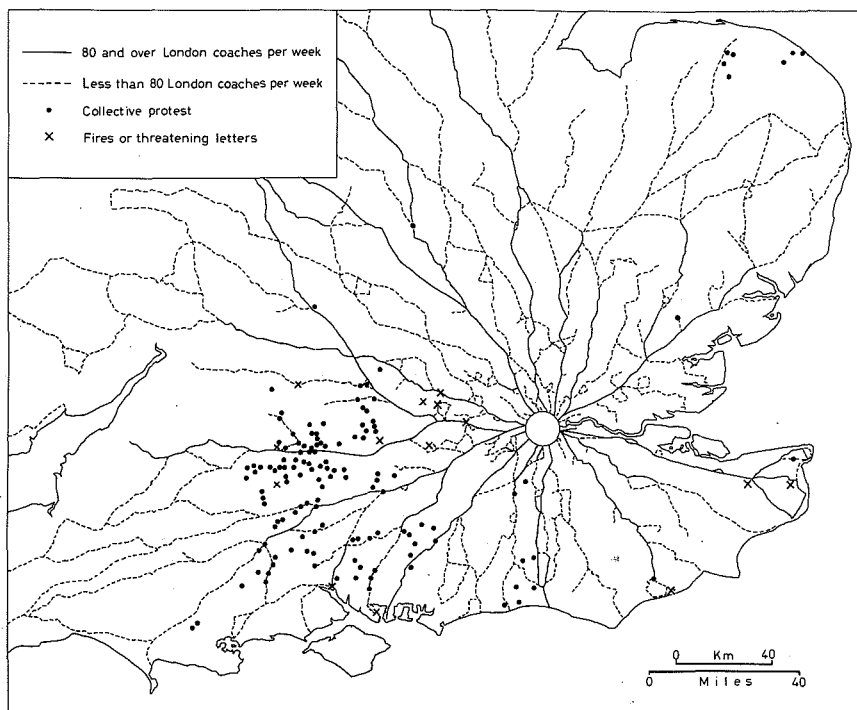 80 and over London coaches per week
Less than 80 London coaches per week
Collective protest
Fires or threatening letters
0 Km 40
0 Miles 40